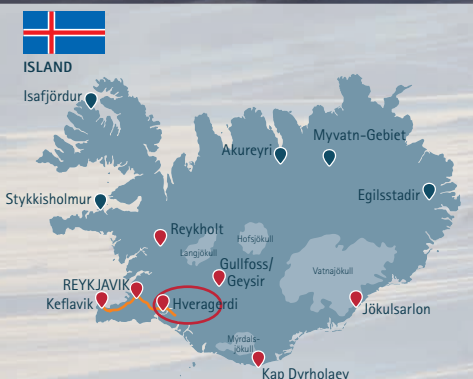 ISLAND
Isafjördur
Akureyri
Myvatn-Gebiet
Egilsstadir
Stykkisholmur
Reykholt
Hofsjökull
Langjökull
Gullfoss/
Geysir
Vatnajökull
REYKJAVIK
Keflavik
Hveragerdi
Jökulsarlon
Myrdals-
jökull
Kap Dyrholaey